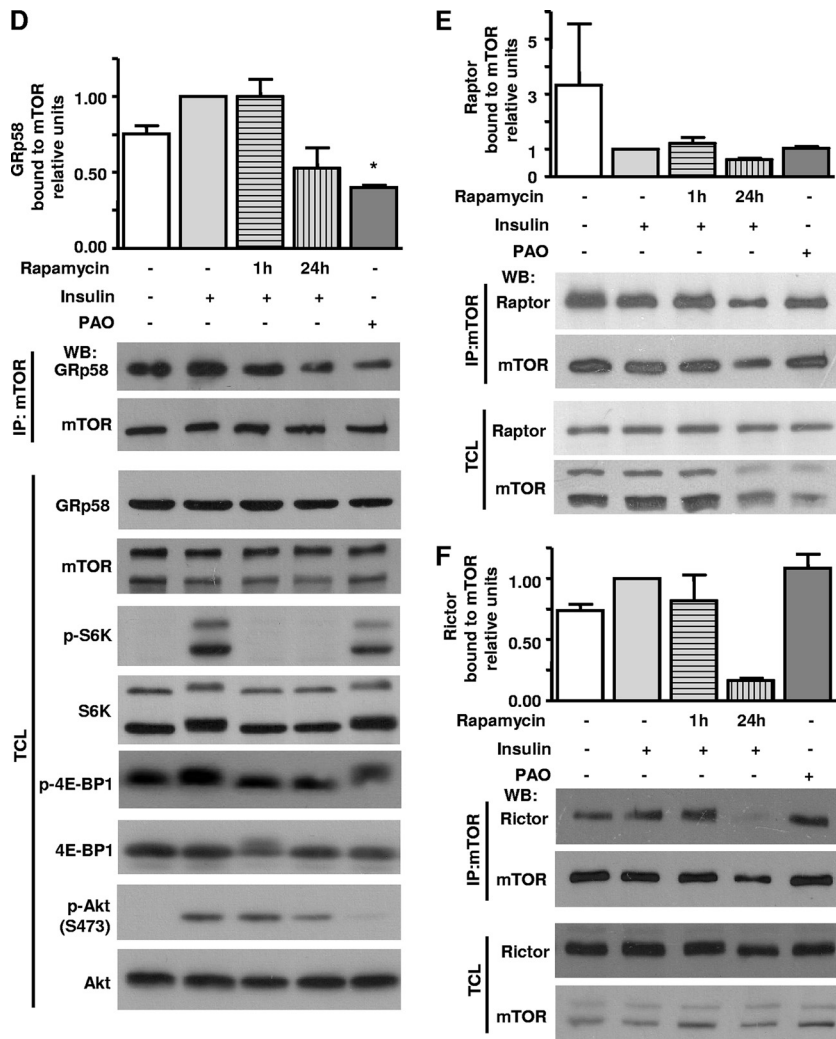 D
GRp58
bound to mTOR
relative units
1.00
0.50
0.00
*
Rapamycin - - 1h 24h -
Insulin - + + + -
PAO - - - - +
IP: mTOR
WB:
GRp58
mTOR
TCL
GRp58
mTOR
p-S6K
S6K
p-4E-BP1
4E-BP1
p-Akt
(S473)
Akt
E
Raptor
bound to mTOR
relative units
5
3
1
0
Rapamycin - - 1h 24h -
Insulin - + + + -
PAO - - - - +
WB:
IP:mTOR
Raptor
mTOR
TCL
Raptor
mTOR
F
Rictor
bound to mTOR
relative units
1.00
0.50
0.00
Rapamycin - - 1h 24h -
Insulin - + + + -
PAO - - - - +
WB:
IP:mTOR
Rictor
mTOR
TCL
Rictor
mTOR